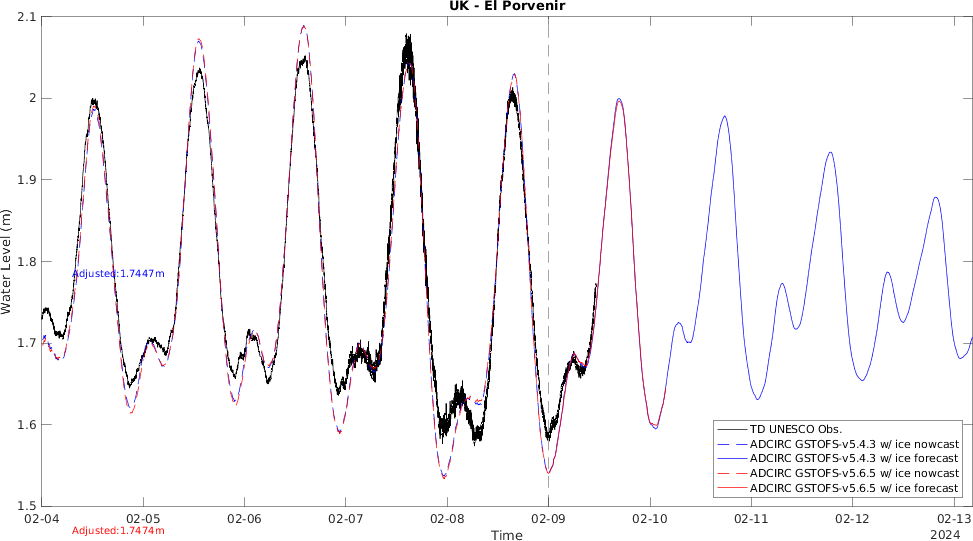 UK - El Porvenir
2.1
2
1.9
1.8
1.7
1.6
1.5
Water Level (m)
Adjusted:1.7447m
Adjusted:1.7474m
TD UNESCO Obs.
ADCIRC GSTOFS-v5.4.3 w/ ice nowcast
ADCIRC GSTOFS-v5.4.3 w/ ice forecast
ADCIRC GSTOFS-v5.6.5 w/ ice nowcast
ADCIRC GSTOFS-v5.6.5 w/ ice forecast
02-04 02-05 02-06 02-07 02-08 02-09 02-10 02-11 02-12 02-13
Time
2024